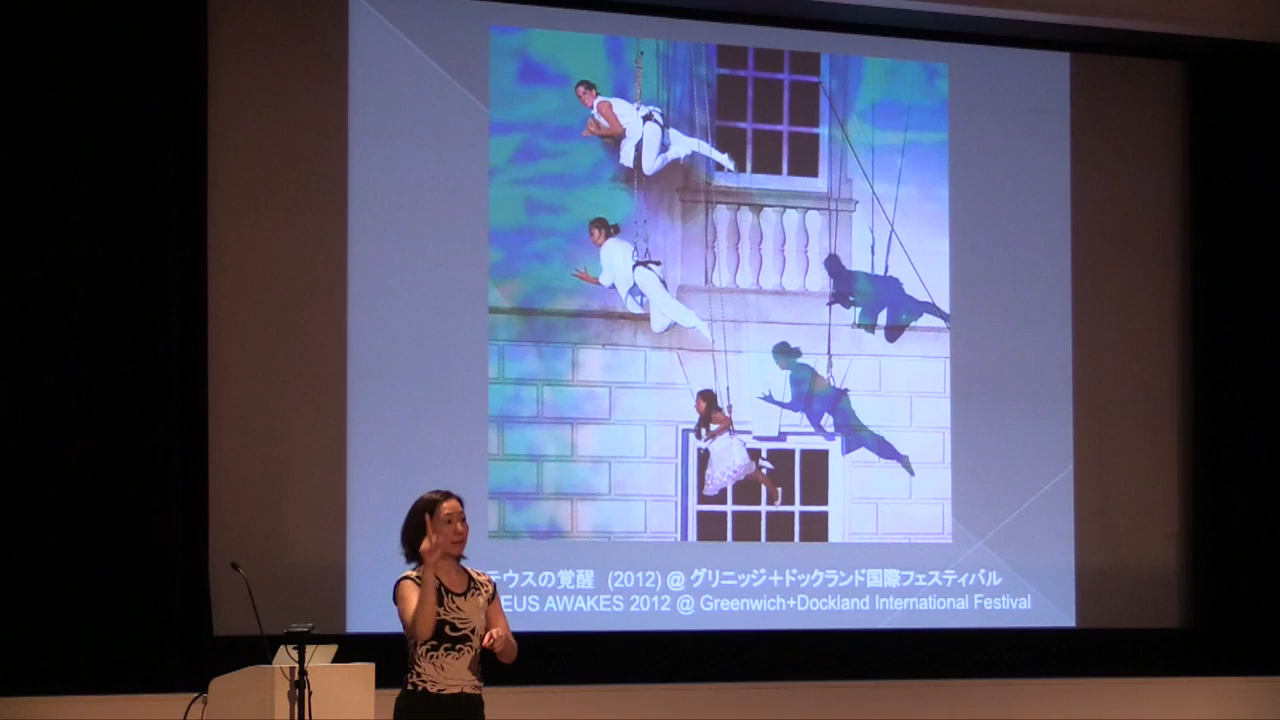 テウスの覚醒 (2012) @ グリニッジ＋ドックランド国際フェスティバル
EUS AWAKES 2012 @ Greenwich+Dockland International Festival